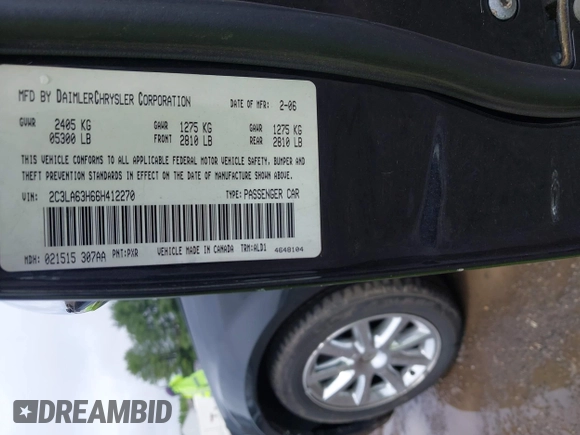 MFD BY DAIMLERCHRYSLER CORPORATION DATE OF MFR: 2-06
GVWR 2405 KG GAWR 1275 KG GAWR 1275 KG
05300 LB FRONT 2810 LB REAR 2810 LB
THIS VEHICLE CONFORMS TO ALL APPLICABLE FEDERAL MOTOR VEHICLE SAFETY, BUMPER AND
THEFT PREVENTION STANDARDS IN EFFECT ON THE DATE OF MANUFACTURE SHOWN ABOVE.
VIN: 2C3LA63H66H412270 TYPE: PASSENGER CAR
MDH: 021515 307AA PNT: PXR VEHICLE MADE IN CANADA TRM: ALD1 4648104
DREAMBID